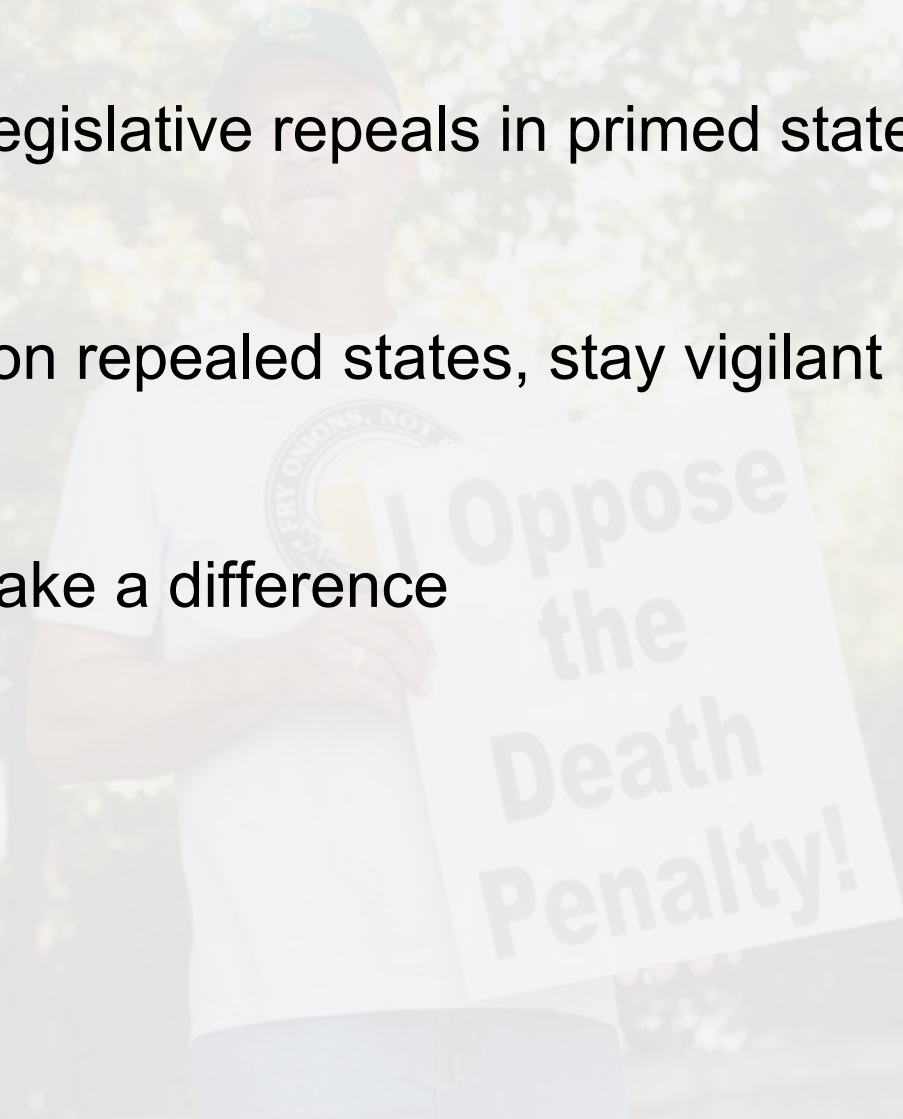 egislative repeals in primed state
on repealed states, stay vigilant
FRY ONIONS, NOT
I Oppose
ake a difference
the
Death
Penalty!